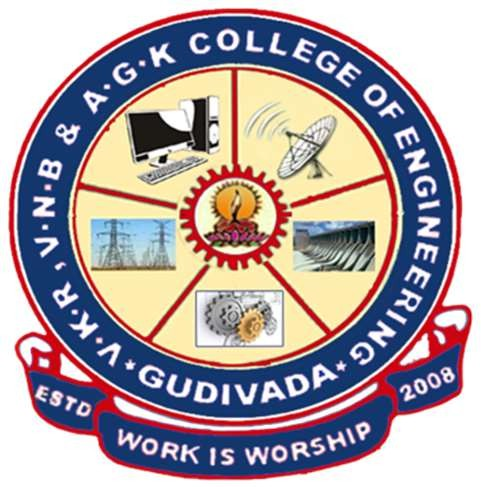 V·K·R, V·N·B & A·G·K COLLEGE OF ENGINEERING
* GUDIVADA *
ESTD 2008
WORK IS WORSHIP